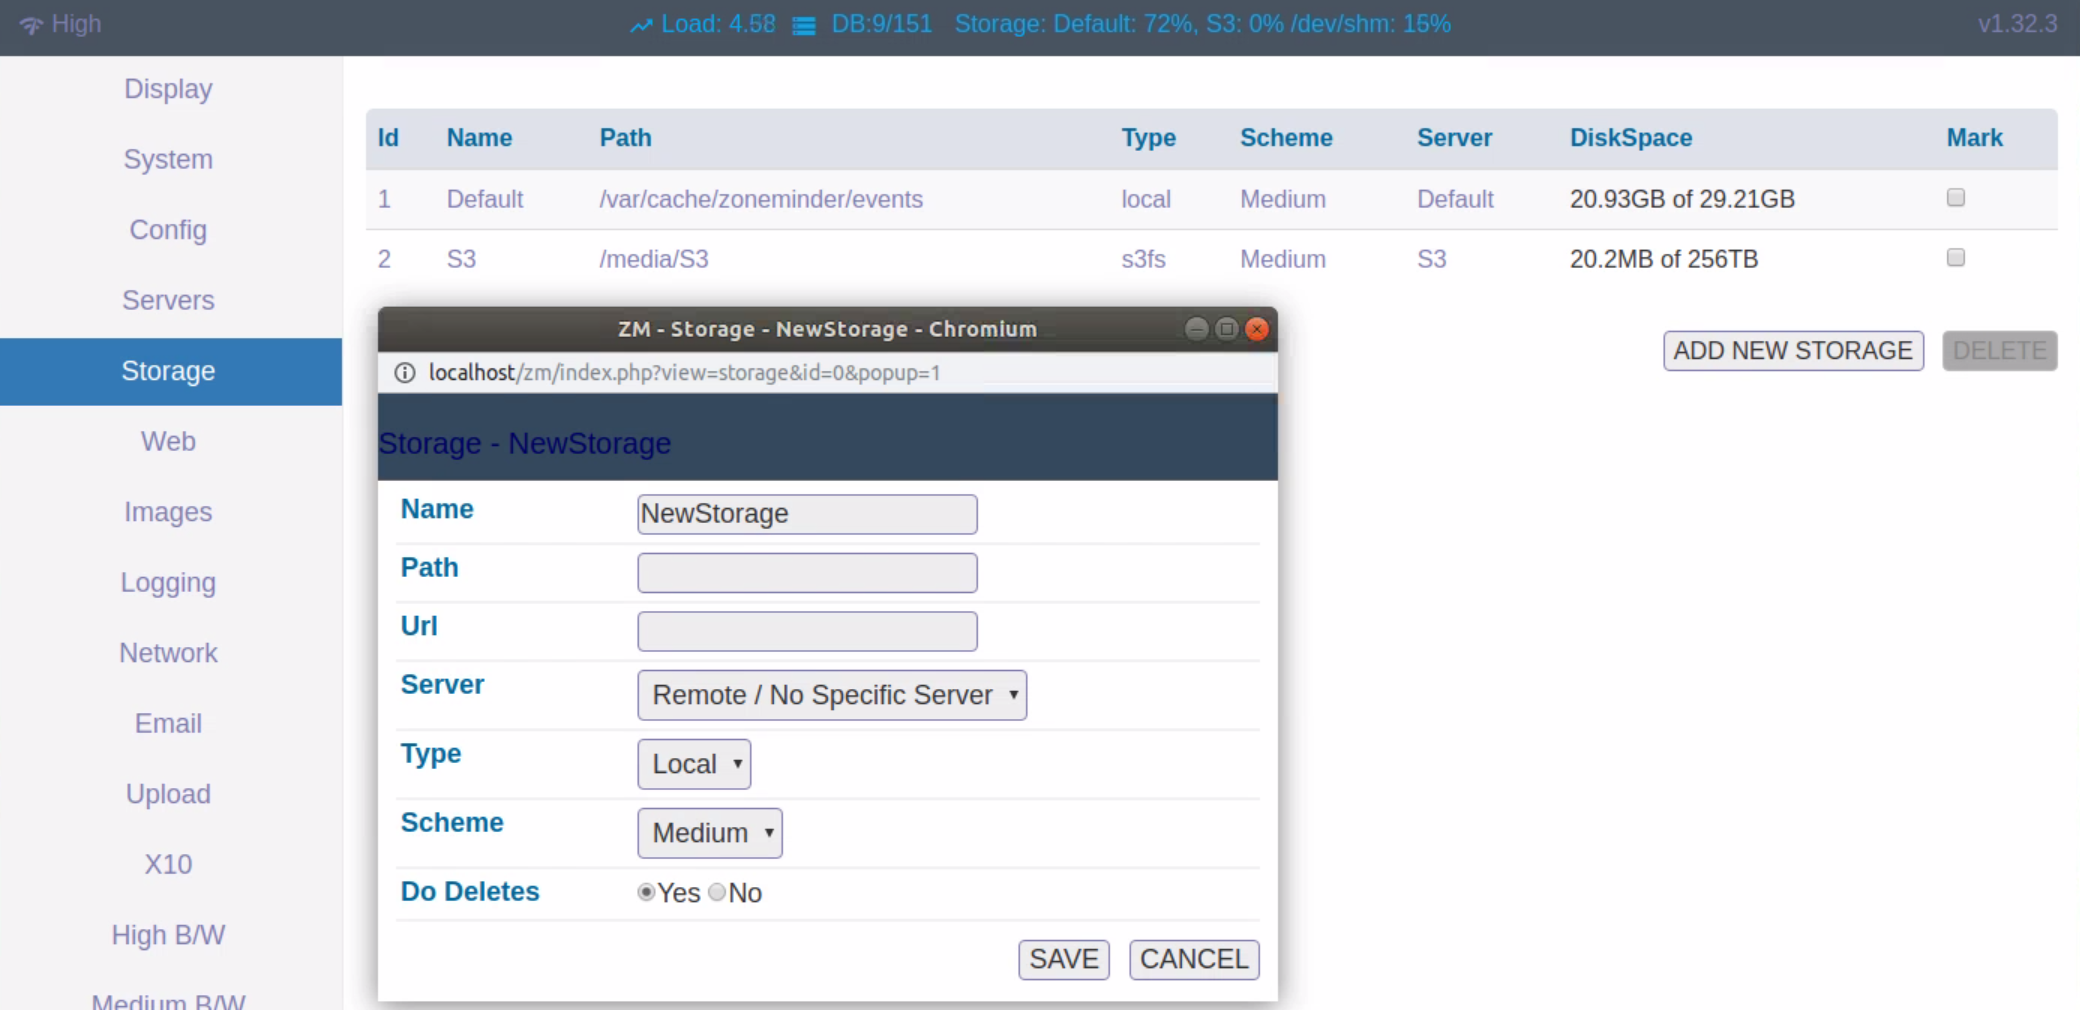 High
Load: 4.58 DB:9/151 Storage: Default: 72%, S3: 0% /dev/shm: 15%
v1.32.3
Display
System
Config
Servers
Storage
Web
Images
Logging
Network
Email
Upload
X10
High B/W
Medium B/W
Id Name Path Type Scheme Server DiskSpace Mark
1 Default /var/cache/zoneminder/events local Medium Default 20.93GB of 29.21GB
2 S3 /media/S3 s3fs Medium S3 20.2MB of 256TB
ADD NEW STORAGE DELETE
ZM - Storage - NewStorage - Chromium
localhost/zm/index.php?view=storage&id=0&popup=1
Storage - NewStorage
Name NewStorage
Path
Url
Server Remote / No Specific Server
Type Local
Scheme Medium
Do Deletes Yes No
SAVE CANCEL